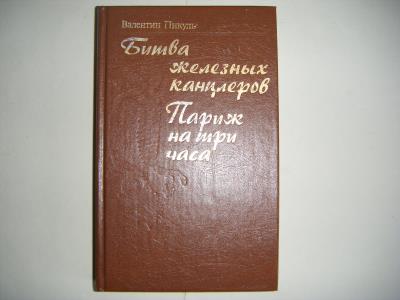 Валентин Пикуль
Битва
железных
канцлеров
Париж
на три
часа